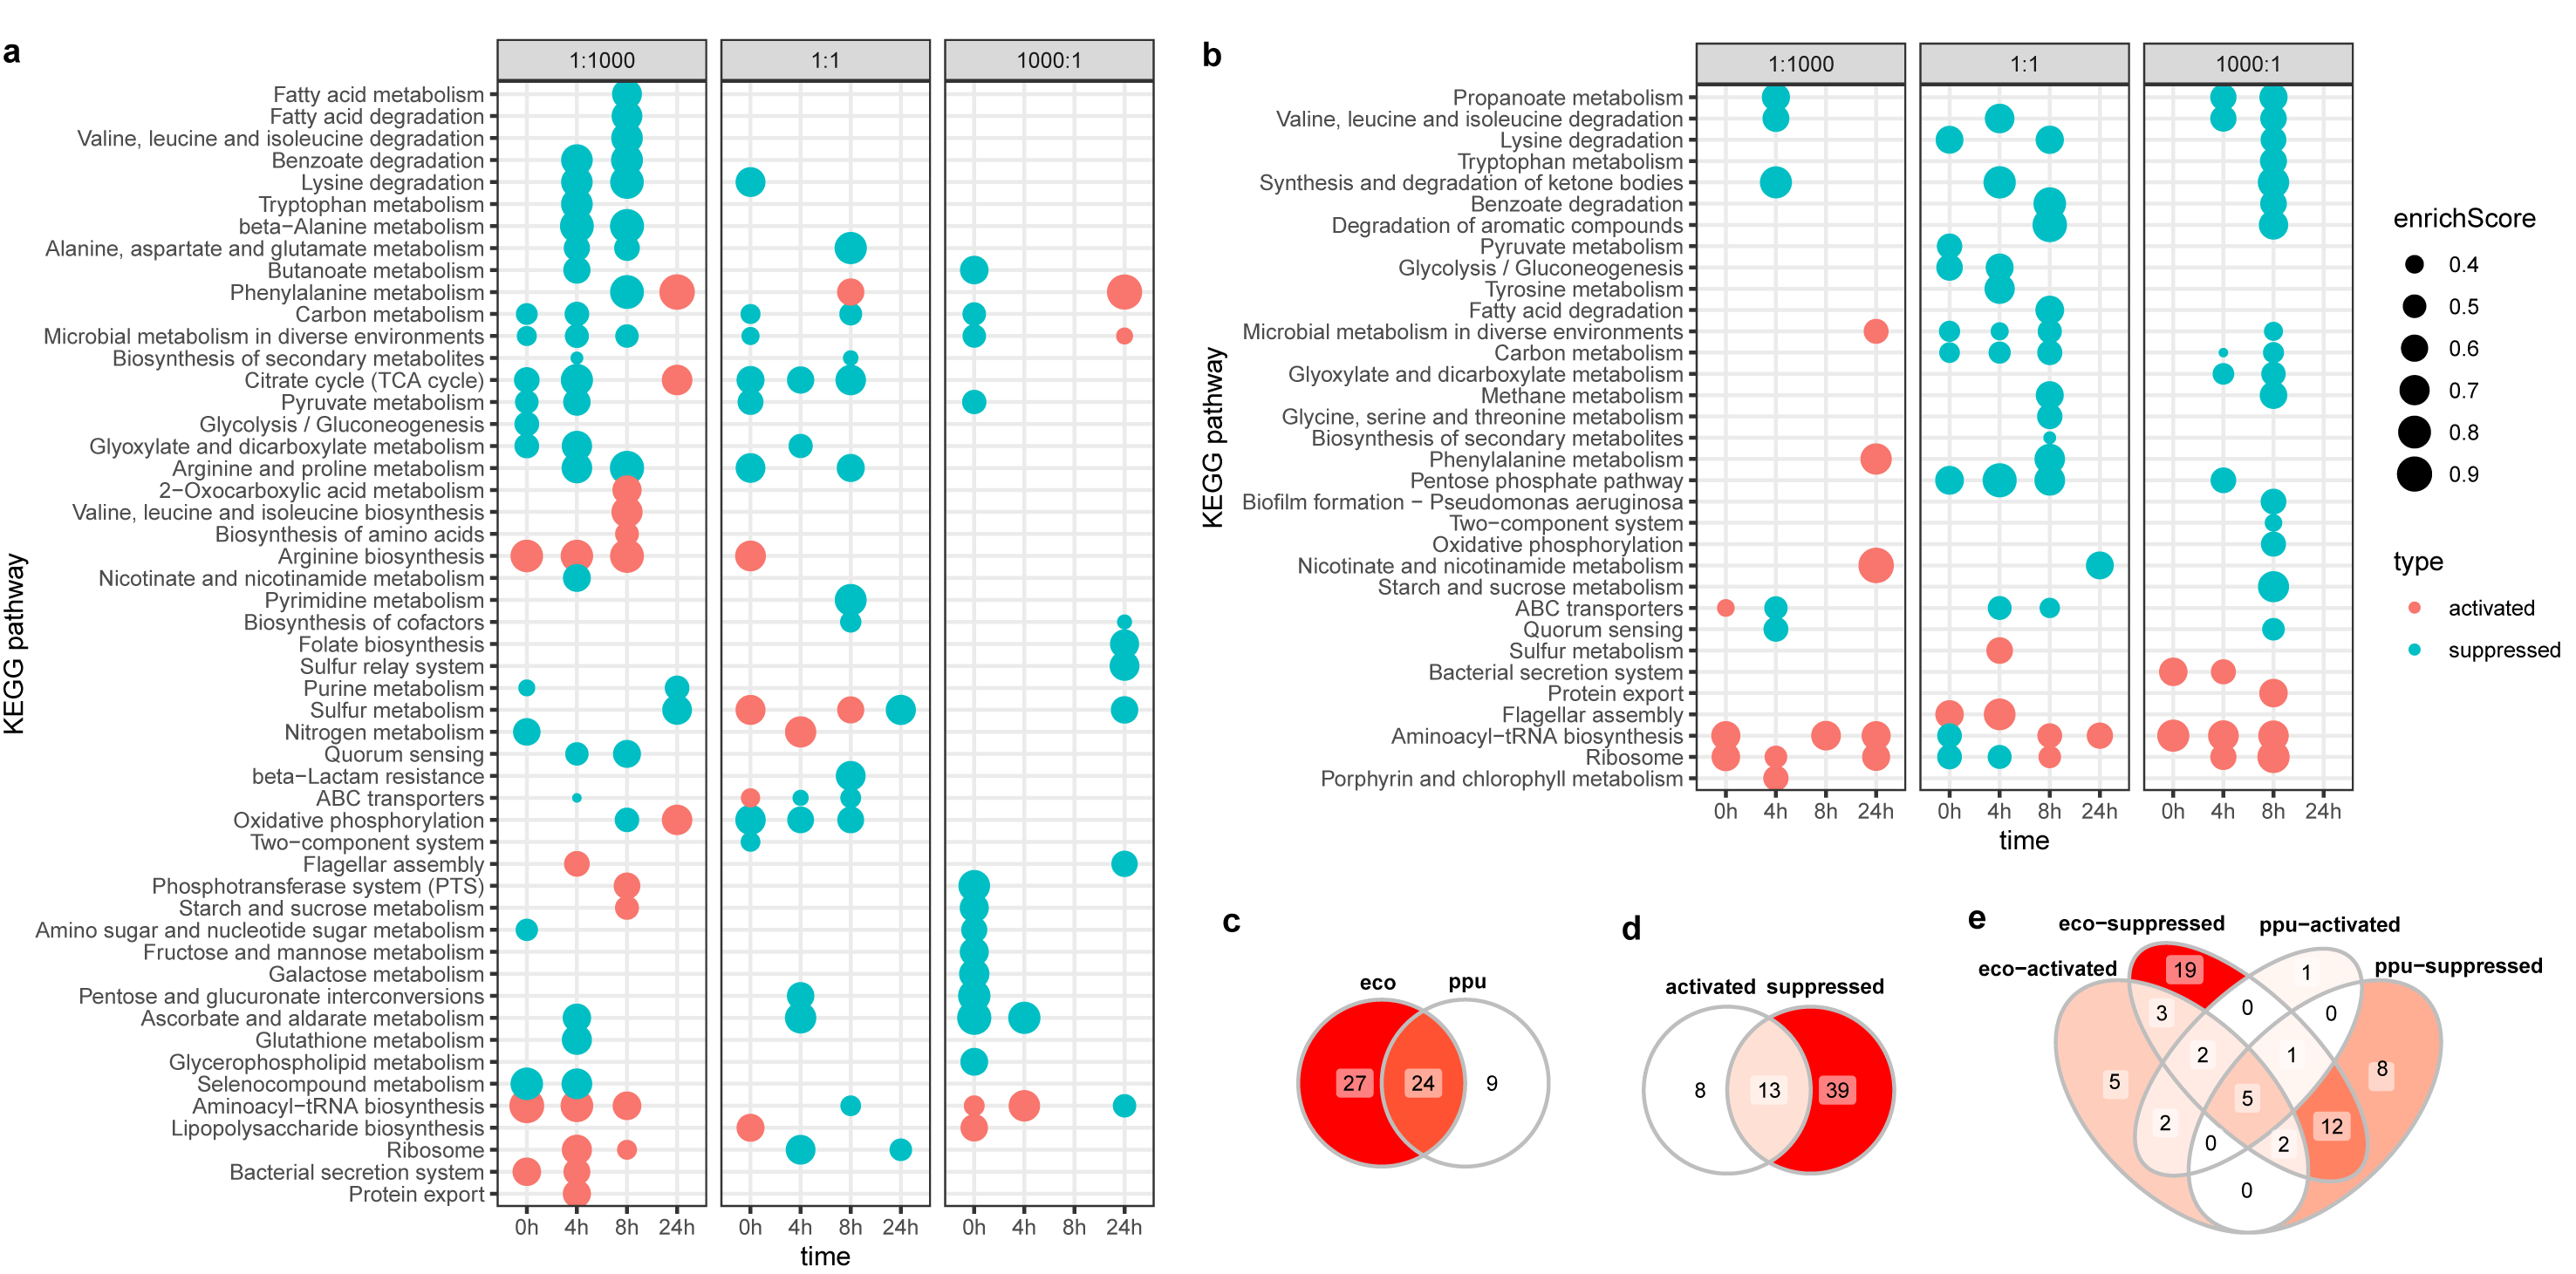 a
1:1000
1:1
1000:1
KEGG pathway
Fatty acid metabolism
Fatty acid degradation
Valine, leucine and isoleucine degradation
Benzoate degradation
Lysine degradation
Tryptophan metabolism
beta−Alanine metabolism
Alanine, aspartate and glutamate metabolism
Butanoate metabolism
Phenylalanine metabolism
Carbon metabolism
Microbial metabolism in diverse environments
Biosynthesis of secondary metabolites
Citrate cycle (TCA cycle)
Pyruvate metabolism
Glycolysis / Gluconeogenesis
Glyoxylate and dicarboxylate metabolism
Arginine and proline metabolism
2−Oxocarboxylic acid metabolism
Valine, leucine and isoleucine biosynthesis
Biosynthesis of amino acids
Arginine biosynthesis
Nicotinate and nicotinamide metabolism
Pyrimidine metabolism
Biosynthesis of cofactors
Folate biosynthesis
Sulfur relay system
Purine metabolism
Sulfur metabolism
Nitrogen metabolism
Quorum sensing
beta−Lactam resistance
ABC transporters
Oxidative phosphorylation
Two−component system
Flagellar assembly
Phosphotransferase system (PTS)
Starch and sucrose metabolism
Amino sugar and nucleotide sugar metabolism
Fructose and mannose metabolism
Galactose metabolism
Pentose and glucuronate interconversions
Ascorbate and aldarate metabolism
Glutathione metabolism
Glycerophospholipid metabolism
Selenocompound metabolism
Aminoacyl−tRNA biosynthesis
Lipopolysaccharide biosynthesis
Ribosome
Bacterial secretion system
Protein export
0h 4h 8h 24h 0h 4h 8h 24h 0h 4h 8h 24h
time
b
1:1000
1:1
1000:1
KEGG pathway
Propanoate metabolism
Valine, leucine and isoleucine degradation
Lysine degradation
Tryptophan metabolism
Synthesis and degradation of ketone bodies
Benzoate degradation
Degradation of aromatic compounds
Pyruvate metabolism
Glycolysis / Gluconeogenesis
Tyrosine metabolism
Fatty acid degradation
Microbial metabolism in diverse environments
Carbon metabolism
Glyoxylate and dicarboxylate metabolism
Methane metabolism
Glycine, serine and threonine metabolism
Biosynthesis of secondary metabolites
Phenylalanine metabolism
Pentose phosphate pathway
Biofilm formation − Pseudomonas aeruginosa
Two−component system
Oxidative phosphorylation
Nicotinate and nicotinamide metabolism
Starch and sucrose metabolism
ABC transporters
Quorum sensing
Sulfur metabolism
Bacterial secretion system
Protein export
Flagellar assembly
Aminoacyl−tRNA biosynthesis
Ribosome
Porphyrin and chlorophyll metabolism
0h 4h 8h 24h 0h 4h 8h 24h 0h 4h 8h 24h
time
enrichScore
0.4
0.5
0.6
0.7
0.8
0.9
type
activated
suppressed
c
eco ppu
27 24 9
d
activated suppressed
8 13 39
e
eco−suppressed ppu−activated
eco−activated ppu−suppressed
19 1
3 0 0
2 1
5 8
5
2 12
0 2
0